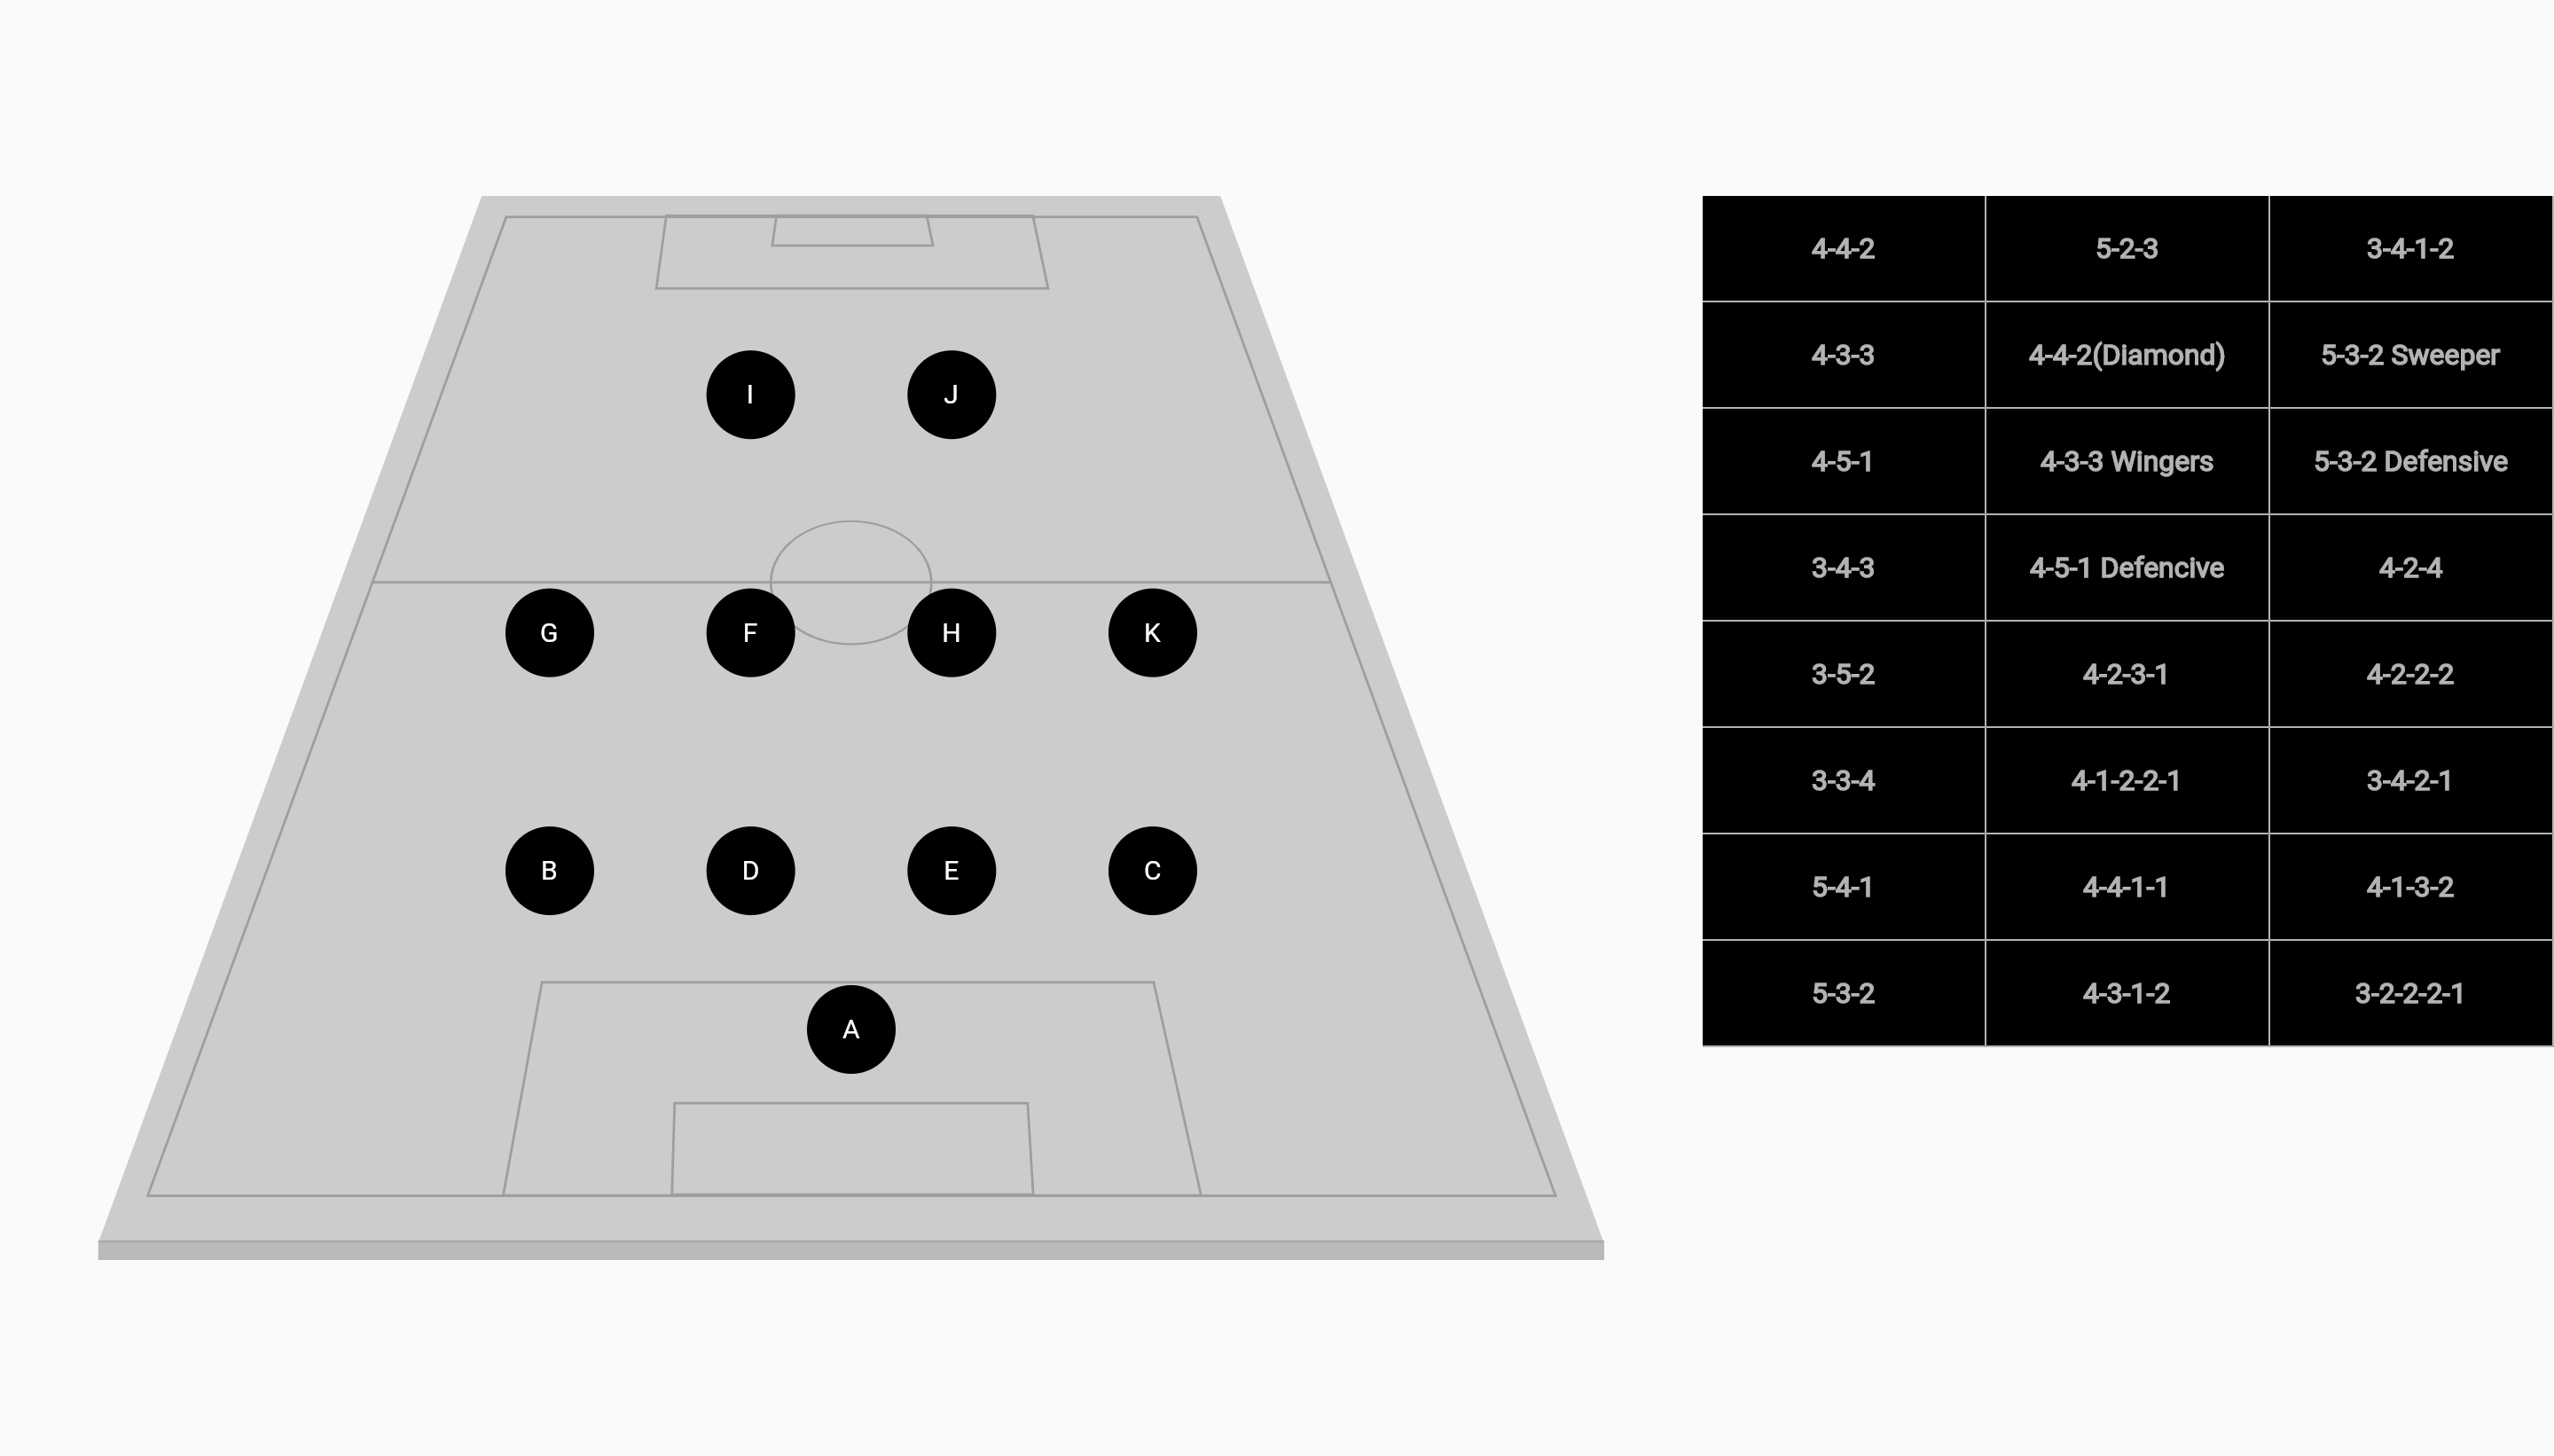 I J
G F H K
B D E C
A
4-4-2 5-2-3 3-4-1-2
4-3-3 4-4-2(Diamond) 5-3-2 Sweeper
4-5-1 4-3-3 Wingers 5-3-2 Defensive
3-4-3 4-5-1 Defencive 4-2-4
3-5-2 4-2-3-1 4-2-2-2
3-3-4 4-1-2-2-1 3-4-2-1
5-4-1 4-4-1-1 4-1-3-2
5-3-2 4-3-1-2 3-2-2-2-1